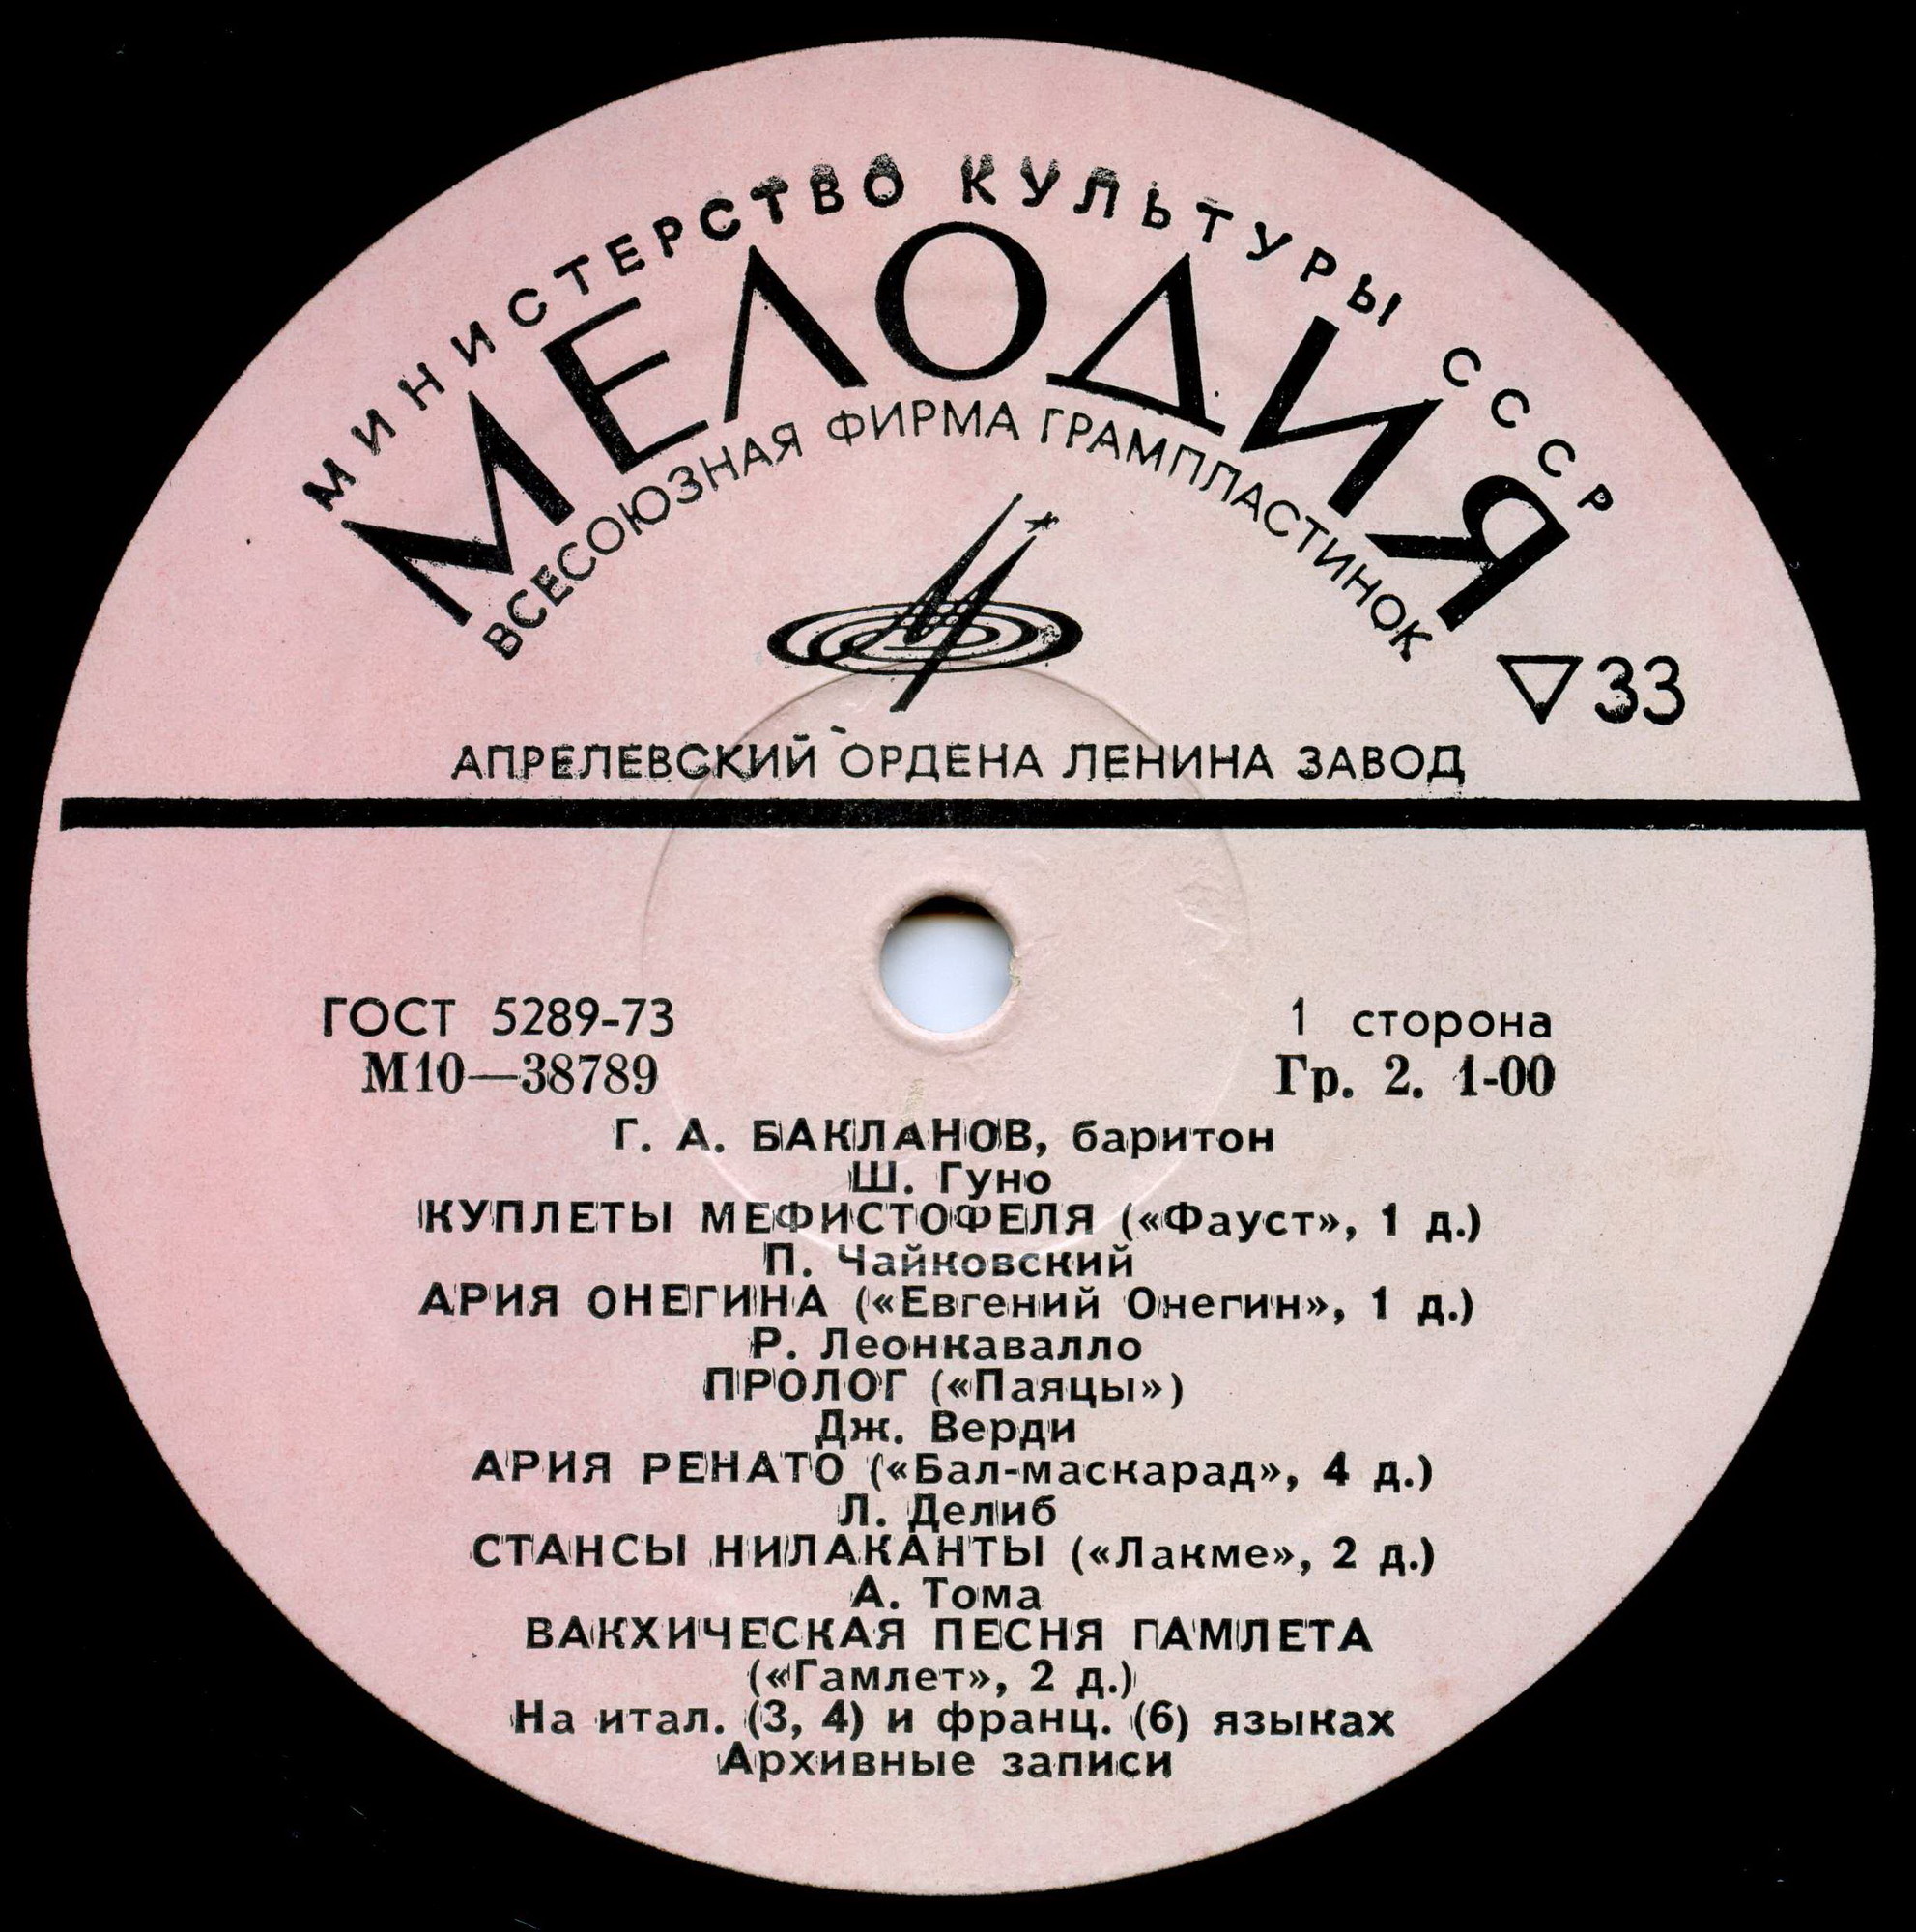 МИНИСТЕРСТВО КУЛЬТУРЫ СССР
МЕЛОДИЯ
ВСЕСОЮЗНАЯ ФИРМА ГРАМПЛАСТИНОК
33
АПРЕЛЕВСКИЙ ОРДЕНА ЛЕНИНА ЗАВОД
ГОСТ 5289-73
1 сторона
М10—38789
Гр. 2. 1-00
Г. А. БАКЛАНОВ, баритон
Ш. Гуно
КУПЛЕТЫ МЕФИСТОФЕЛЯ («Фауст», 1 д.)
П. Чайковский
АРИЯ ОНЕГИНА («Евгений Онегин», 1 д.)
Р. Леонкавалло
ПРОЛОГ («Паяцы»)
Дж. Верди
АРИЯ РЕНАТО («Бал-маскарад», 4 д.)
Л. Делиб
СТАНСЫ НИЛАКАНТЫ («Лакме», 2 д.)
А. Тома
ВАКХИЧЕСКАЯ ПЕСНЯ ГАМЛЕТА
(«Гамлет», 2 д.)
На итал. (3, 4) и франц. (6) языках
Архивные записи